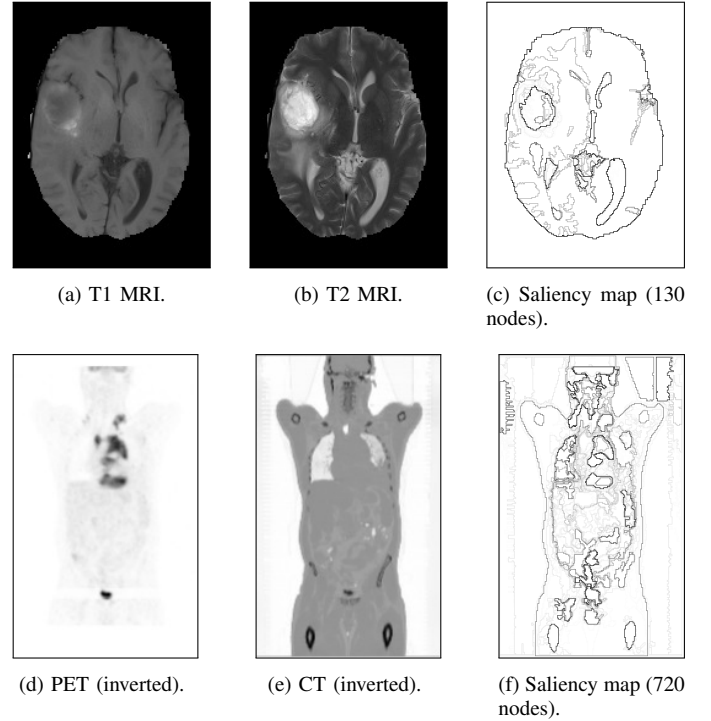 (a) T1 MRI.
(b) T2 MRI.
(c) Saliency map (130
nodes).
(d) PET (inverted).
(e) CT (inverted).
(f) Saliency map (720
nodes).